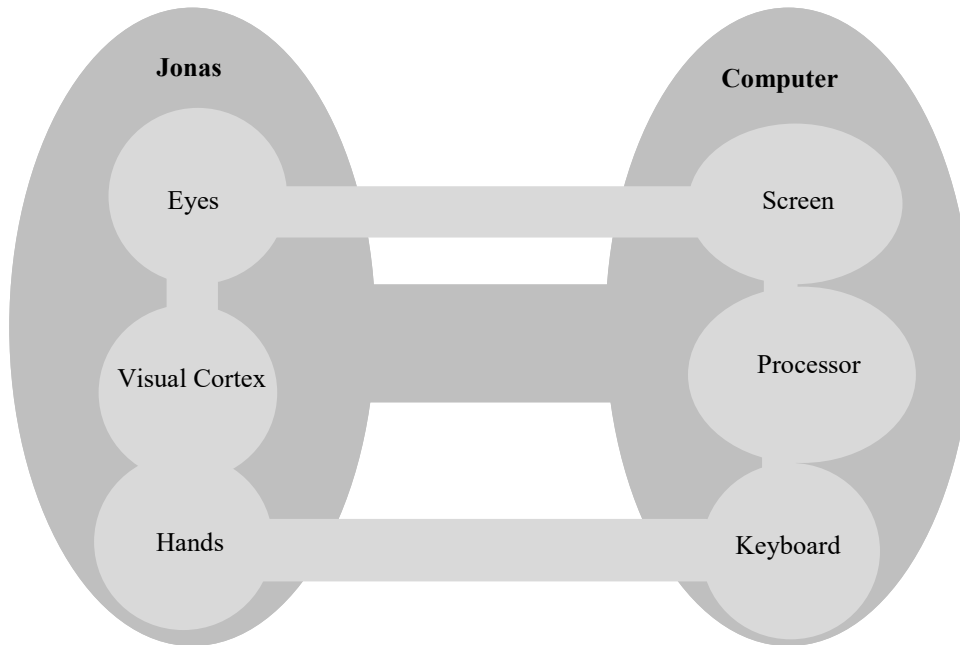 Jonas
Computer
Eyes
Screen
Visual Cortex
Processor
Hands
Keyboard